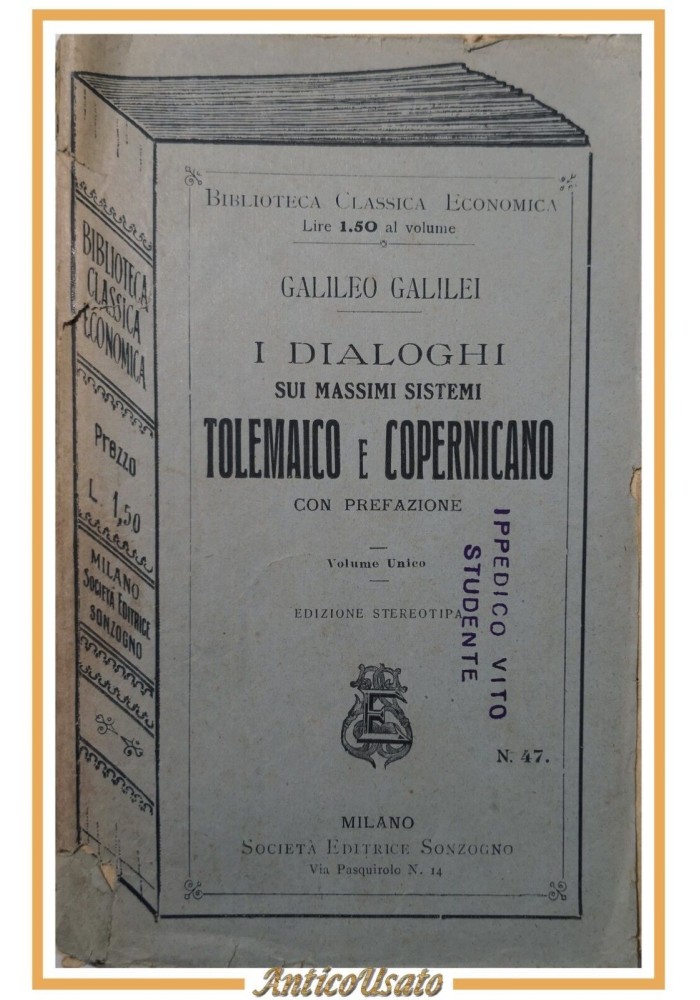 BIBLIOTECA CLASSICA ECONOMICA
Lire 1.50 al volume
GALILEO GALILEI
I DIALOGHI
SUI MASSIMI SISTEMI
TOLEMAICO E COPERNICANO
CON PREFAZIONE
Volume Unico
EDIZIONE STEREOTIPA
IPPEDICO VITO
STUDENTE
E
N. 47.
MILANO
SOCIETÀ EDITRICE SONZOGNO
Via Pasquirolo N. 14
BIBLIOTECA
CLASSICA
ECONOMICA
Prezzo
L. 1,50
MILANO
SOCIETÀ EDITRICE
SONZOGNO
AnticoUsato